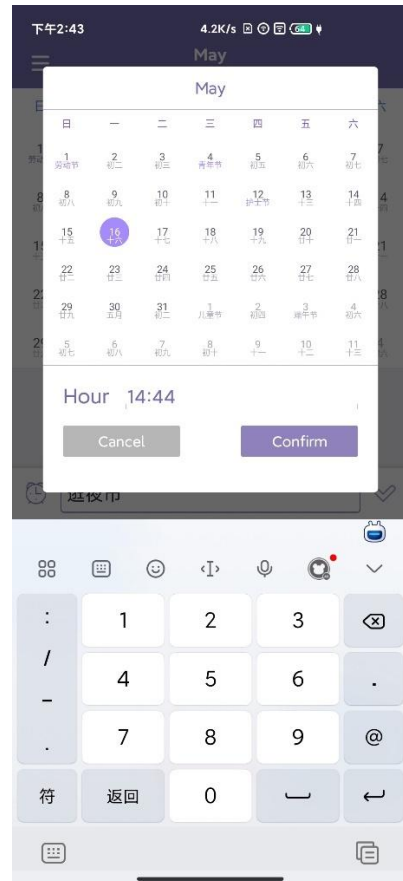 下午2:43 4.2K/s 64
May
May
日 一 二 三 四 五 六
1 2 3 4 5 6 7
劳动节 初二 初三 青年节 初五 初六 初七
8 9 10 11 12 13 14
初八 初九 初十 十一 护士节 十三 十四
15 16 17 18 19 20 21
十五 十六 十七 十八 十九 二十 廿一
22 23 24 25 26 27 28
廿二 廿三 廿四 廿五 廿六 廿七 廿八
29 30 31 1 2 3 4
廿九 五月 初二 儿童节 初四 端午节 初六
5 6 7 8 9 10 11
初七 初八 初九 初十 十一 十二 十三
Hour 14:44
Cancel Confirm
逛夜市
: 1 2 3
/ 4 5 6 .
- 7 8 9 @
.
符 返回 0